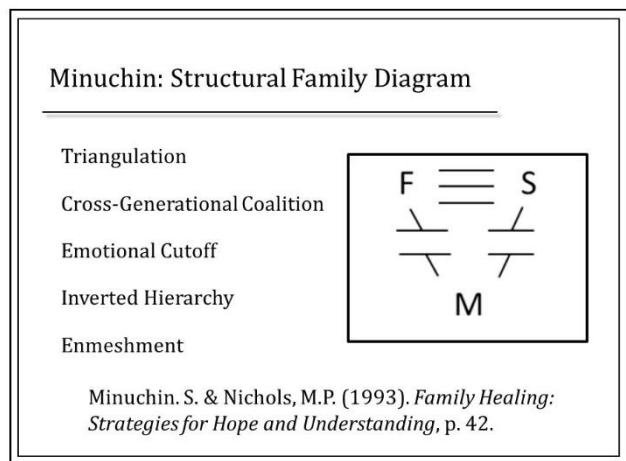 Minuchin: Structural Family Diagram
Triangulation
Cross-Generational Coalition
Emotional Cutoff
Inverted Hierarchy
Enmeshment
F S
M
Minuchin. S. & Nichols, M.P. (1993). Family Healing:
Strategies for Hope and Understanding, p. 42.